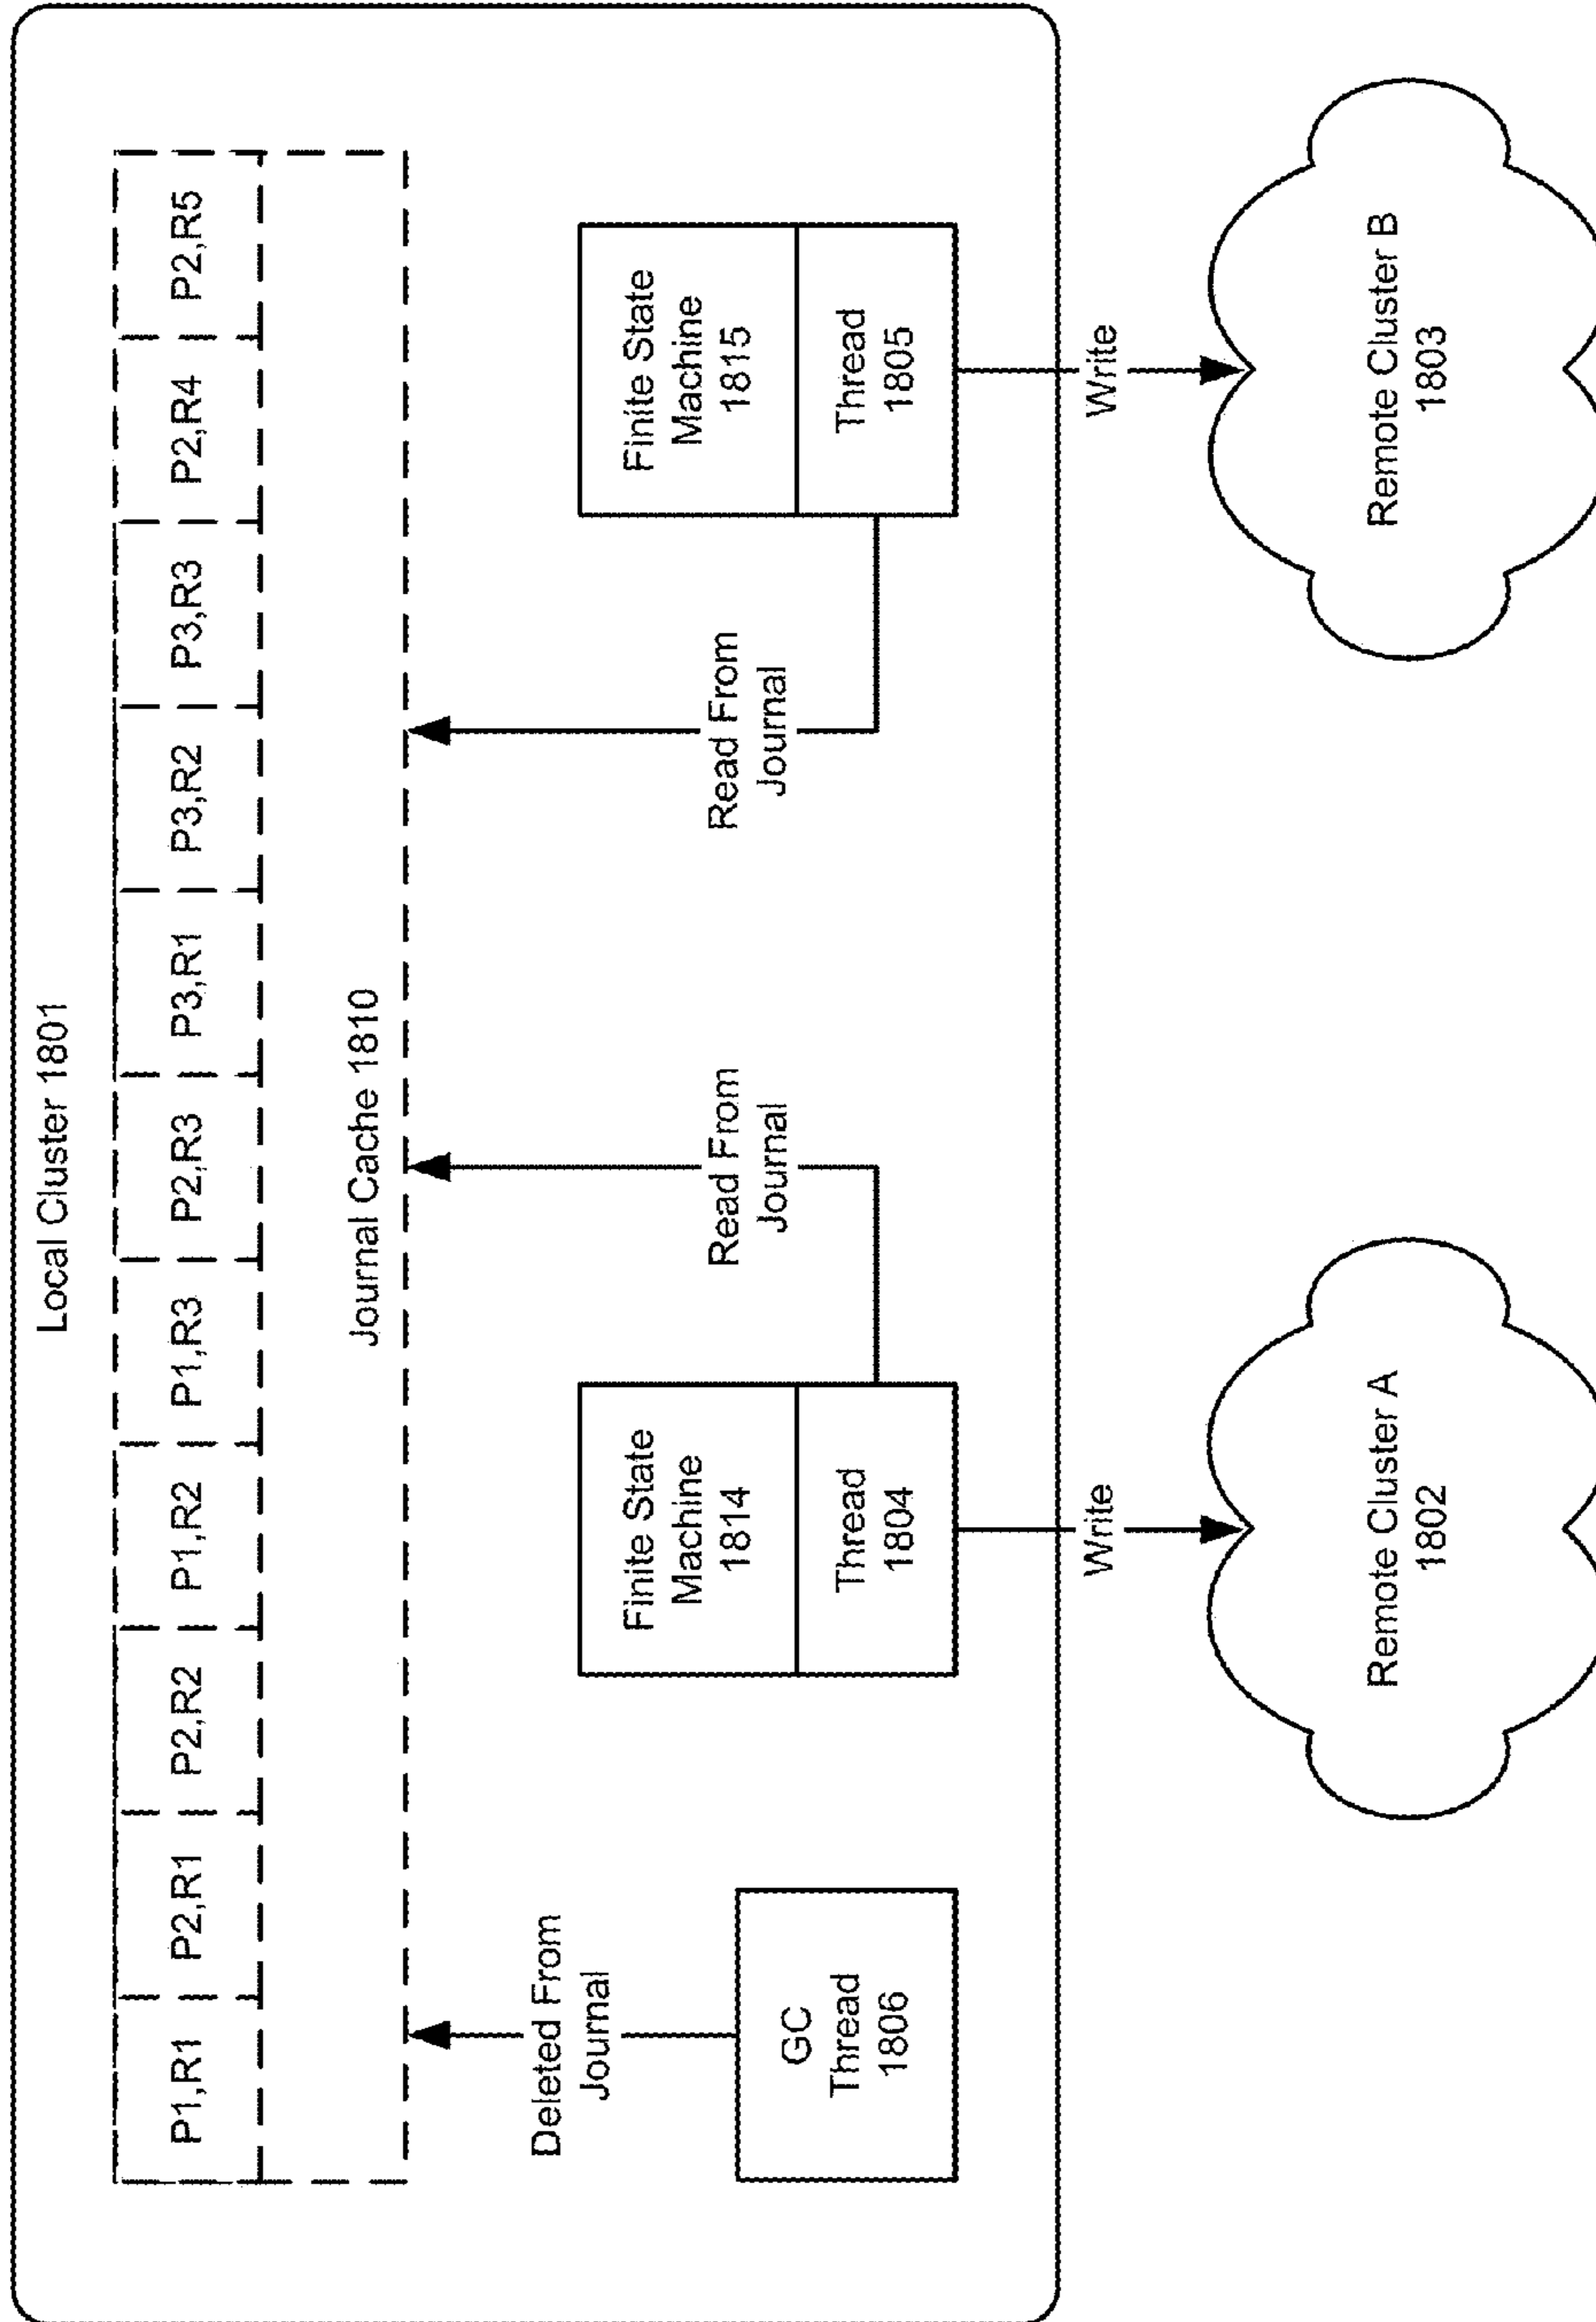 Local Cluster 1801
P1,R1
P2,R1
P2,R2
P1,R2
P1,R3
P2,R3
P3,R1
P3,R2
P3,R3
P2,R4
P2,R5
Journal Cache 1810
Deleted From
Journal
Read From
Journal
Read From
Journal
GC
Thread
1806
Finite State
Machine
1814
Thread
1804
Finite State
Machine
1815
Thread
1805
Write
Write
Remote Cluster A
1802
Remote Cluster B
1803